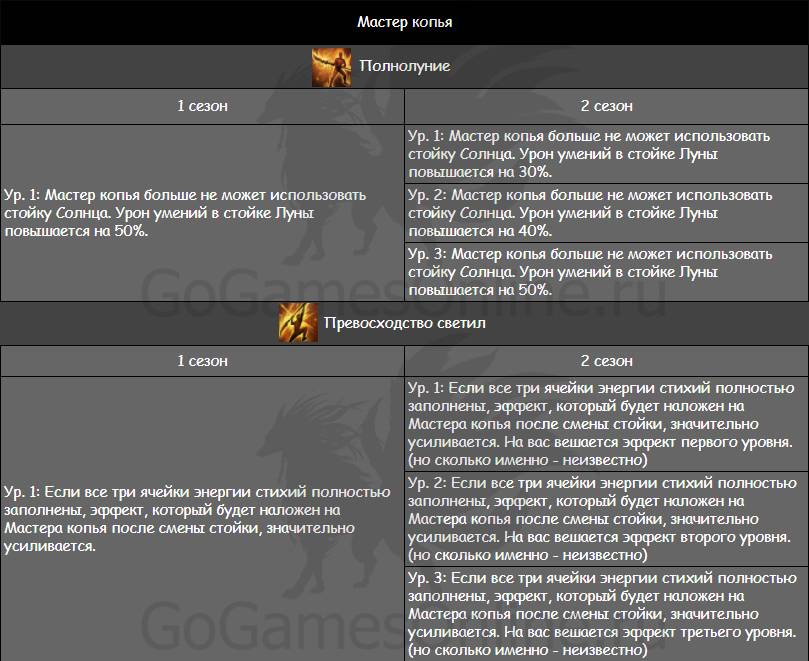 Мастер копья
Полнолуние
1 сезон
2 сезон
Ур. 1: Мастер копья больше не может использовать
стойку Солнца. Урон умений в стойке Луны
повышается на 50%.
Ур. 1: Мастер копья больше не может использовать
стойку Солнца. Урон умений в стойке Луны
повышается на 30%.
Ур. 2: Мастер копья больше не может использовать
стойку Солнца. Урон умений в стойке Луны
повышается на 40%.
Ур. 3: Мастер копья больше не может использовать
стойку Солнца. Урон умений в стойке Луны
повышается на 50%.
GoGamesOnline.ru
Превосходство светил
1 сезон
2 сезон
Ур. 1: Если все три ячейки энергии стихий полностью
заполнены, эффект, который будет наложен на
Мастера копья после смены стойки, значительно
усиливается.
Ур. 1: Если все три ячейки энергии стихий полностью
заполнены, эффект, который будет наложен на
Мастера копья после смены стойки, значительно
усиливается. На вас вешается эффект первого уровня.
(но сколько именно - неизвестно)
Ур. 2: Если все три ячейки энергии стихий полностью
заполнены, эффект, который будет наложен на
Мастера копья после смены стойки, значительно
усиливается. На вас вешается эффект второго уровня.
(но сколько именно - неизвестно)
Ур. 3: Если все три ячейки энергии стихий полностью
заполнены, эффект, который будет наложен на
Мастера копья после смены стойки, значительно
усиливается. На вас вешается эффект третьего уровня.
(но сколько именно - неизвестно)
GoGamesOnline.ru